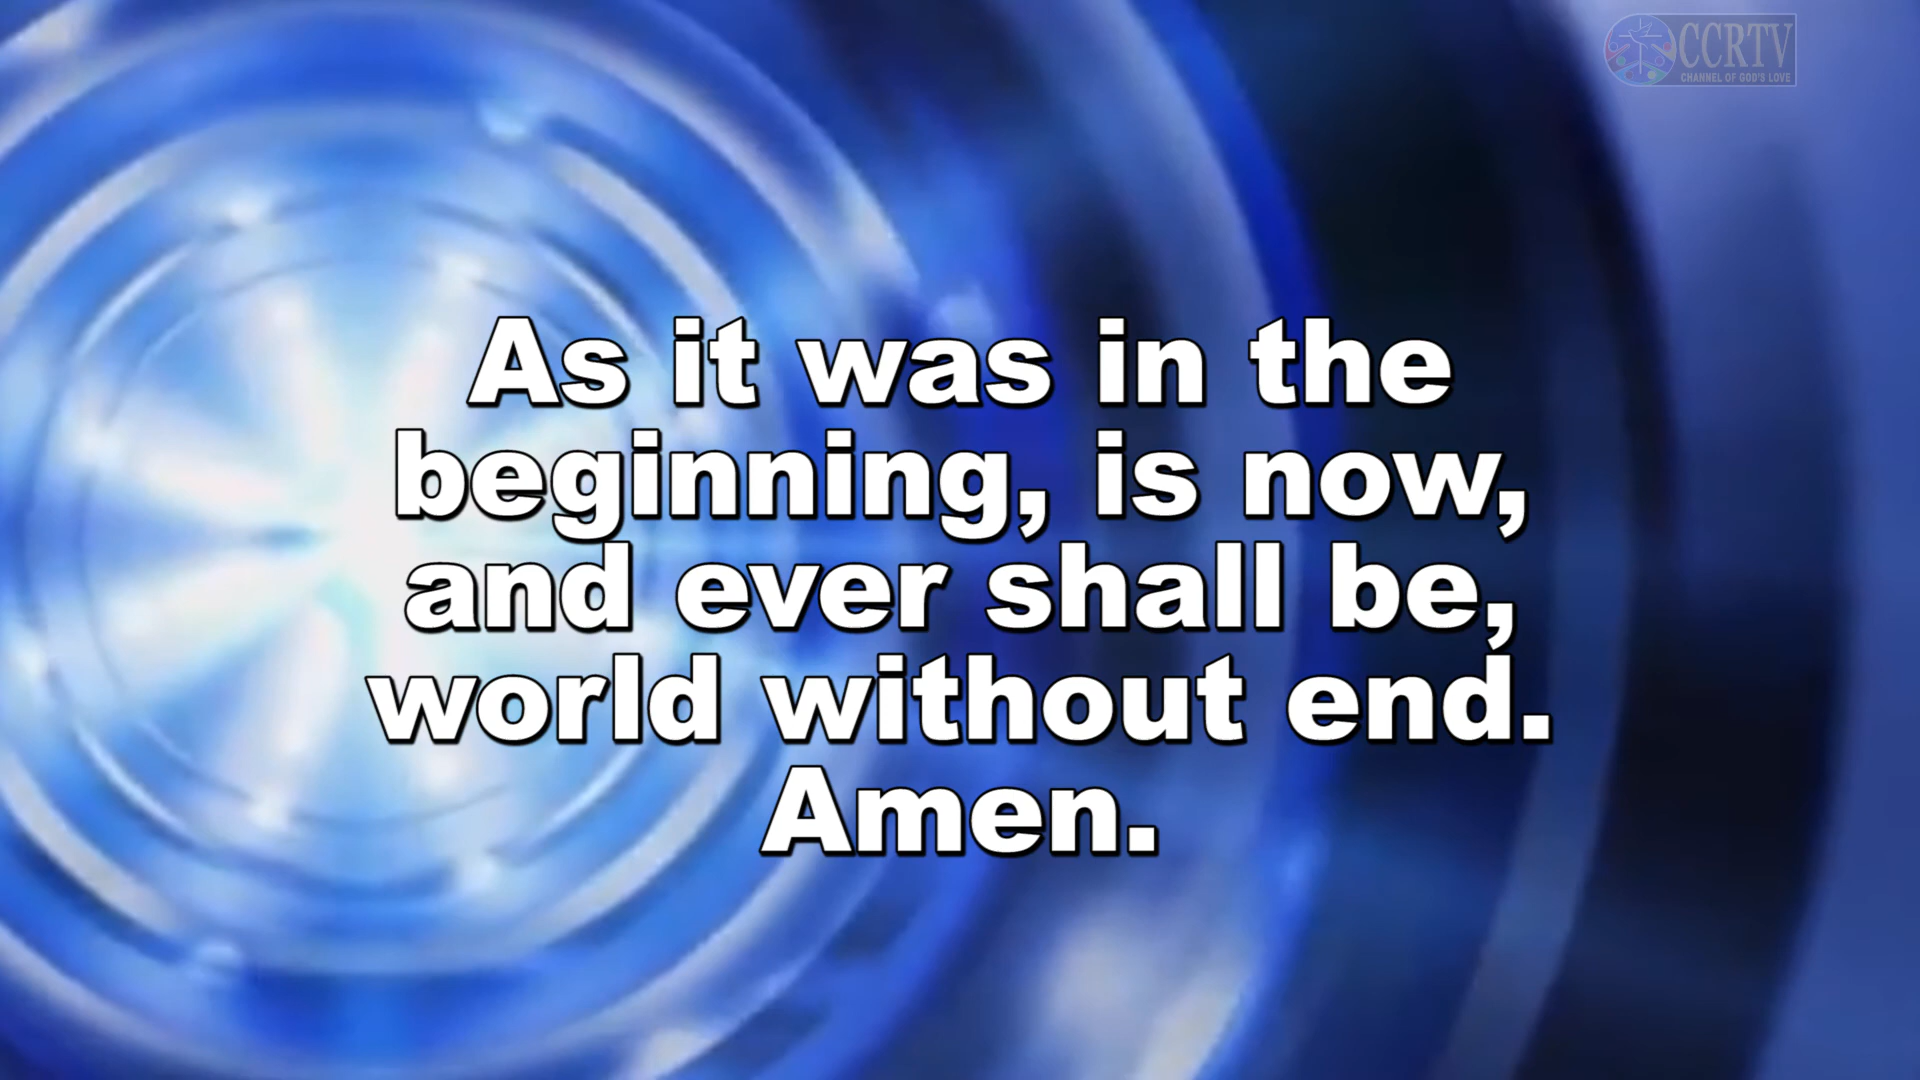 CCRTV
CHANNEL OF GOD'S LOVE
As it was in the
beginning, is now,
and ever shall be,
world without end.
Amen.